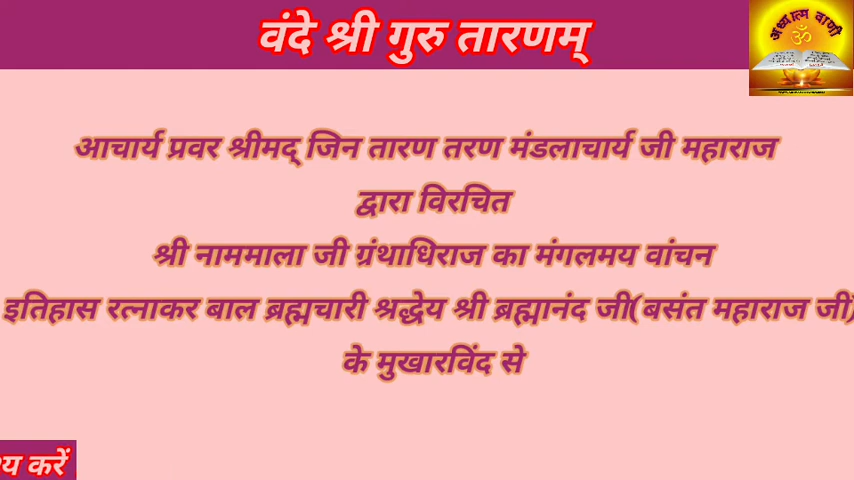 वंदे श्री गुरु तारणम्
अध्यात्म वाणी
ॐ
आचार्य प्रवर श्रीमद् जिन तारण तरण मंडलाचार्य जी महाराज
द्वारा विरचित
श्री नाममाला जी ग्रंथाधिराज का मंगलमय वांचन
इतिहास रत्नाकर बाल ब्रह्मचारी श्रद्धेय श्री ब्रह्मानंद जी(बसंत महाराज जी)
के मुखारविंद से
करें